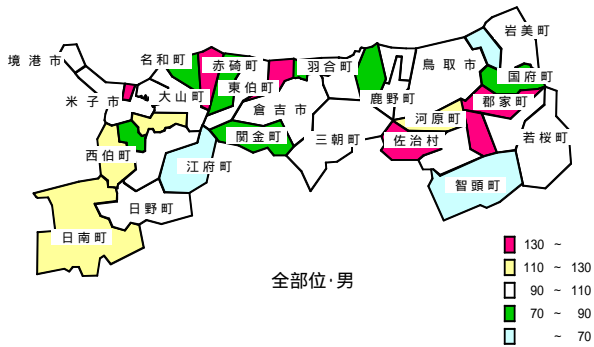 岩美町
境港市
名和町
赤碕町
羽合町
鳥取市
国府町
米子市
大山町
東伯町
倉吉市
鹿野町
郡家町
河原町
関金町
三朝町
佐治村
若桜町
西伯町
江府町
智頭町
日野町
日南町
全部位・男
130 ~
110 ~ 130
90 ~ 110
70 ~ 90
~ 70